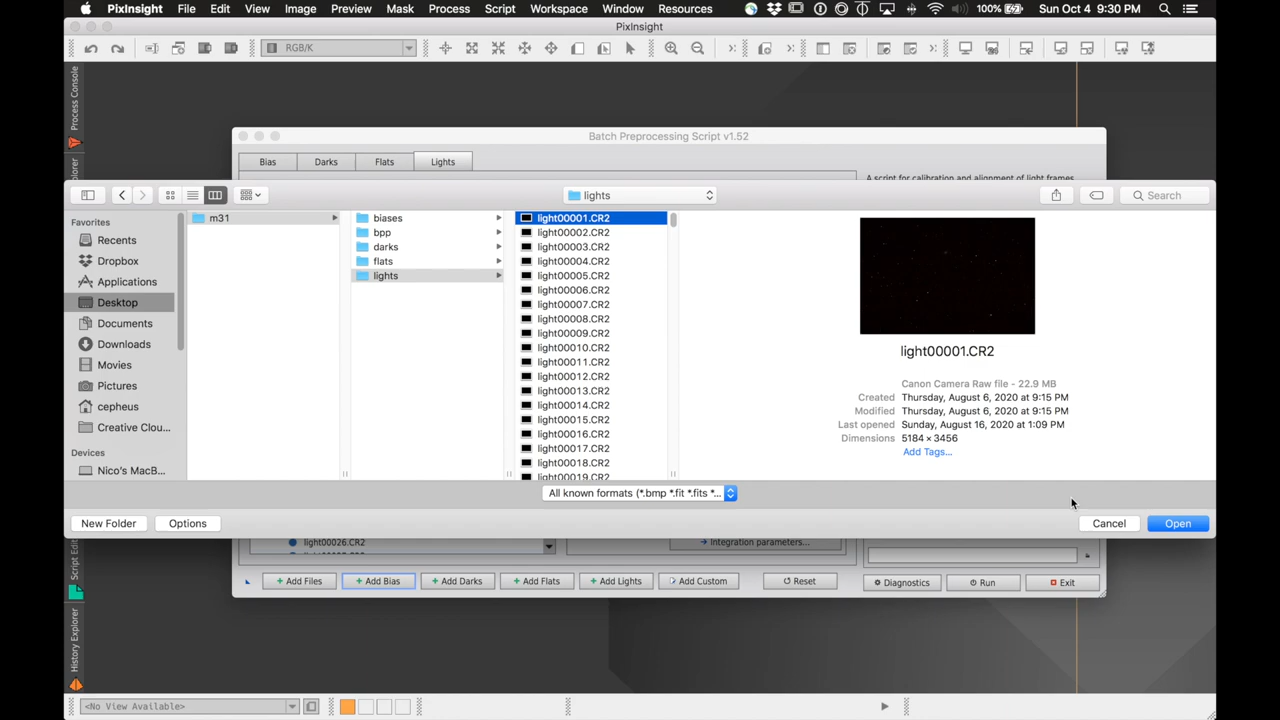 PixInsight File Edit View Image Preview Mask Process Script Workspace Window Resources 100% Sun Oct 4 9:30 PM
PixInsight
RGB/K
Process Console
Batch Preprocessing Script v1.52
Bias Darks Flats Lights
A script for calibration and alignment of light frames
lights
Search
Favorites
Recents
Dropbox
Applications
Desktop
Documents
Downloads
Movies
Pictures
cepheus
Creative Clou...
Devices
Nico's MacB...
m31
biases
bpp
darks
flats
lights
light00001.CR2
light00002.CR2
light00003.CR2
light00004.CR2
light00005.CR2
light00006.CR2
light00007.CR2
light00008.CR2
light00009.CR2
light00010.CR2
light00011.CR2
light00012.CR2
light00013.CR2
light00014.CR2
light00015.CR2
light00016.CR2
light00017.CR2
light00018.CR2
light00019.CR2
light00001.CR2
Canon Camera Raw file - 22.9 MB
Created Thursday, August 6, 2020 at 9:15 PM
Modified Thursday, August 6, 2020 at 9:15 PM
Last opened Sunday, August 16, 2020 at 1:09 PM
Dimensions 5184 × 3456
Add Tags...
All known formats (*.bmp *.fit *.fits *...
New Folder Options Cancel Open
light00026.CR2
Integration parameters...
Add Files Add Bias Add Darks Add Flats Add Lights Add Custom Reset Diagnostics Run Exit
History Explorer
<No View Available>